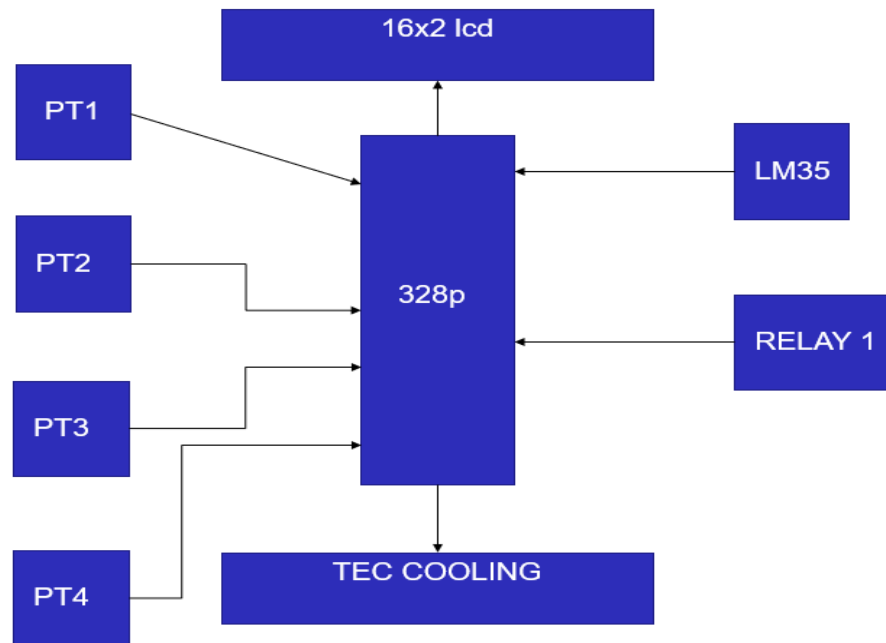 16x2 lcd
PT1
LM35
PT2
328p
RELAY 1
PT3
TEC COOLING
PT4